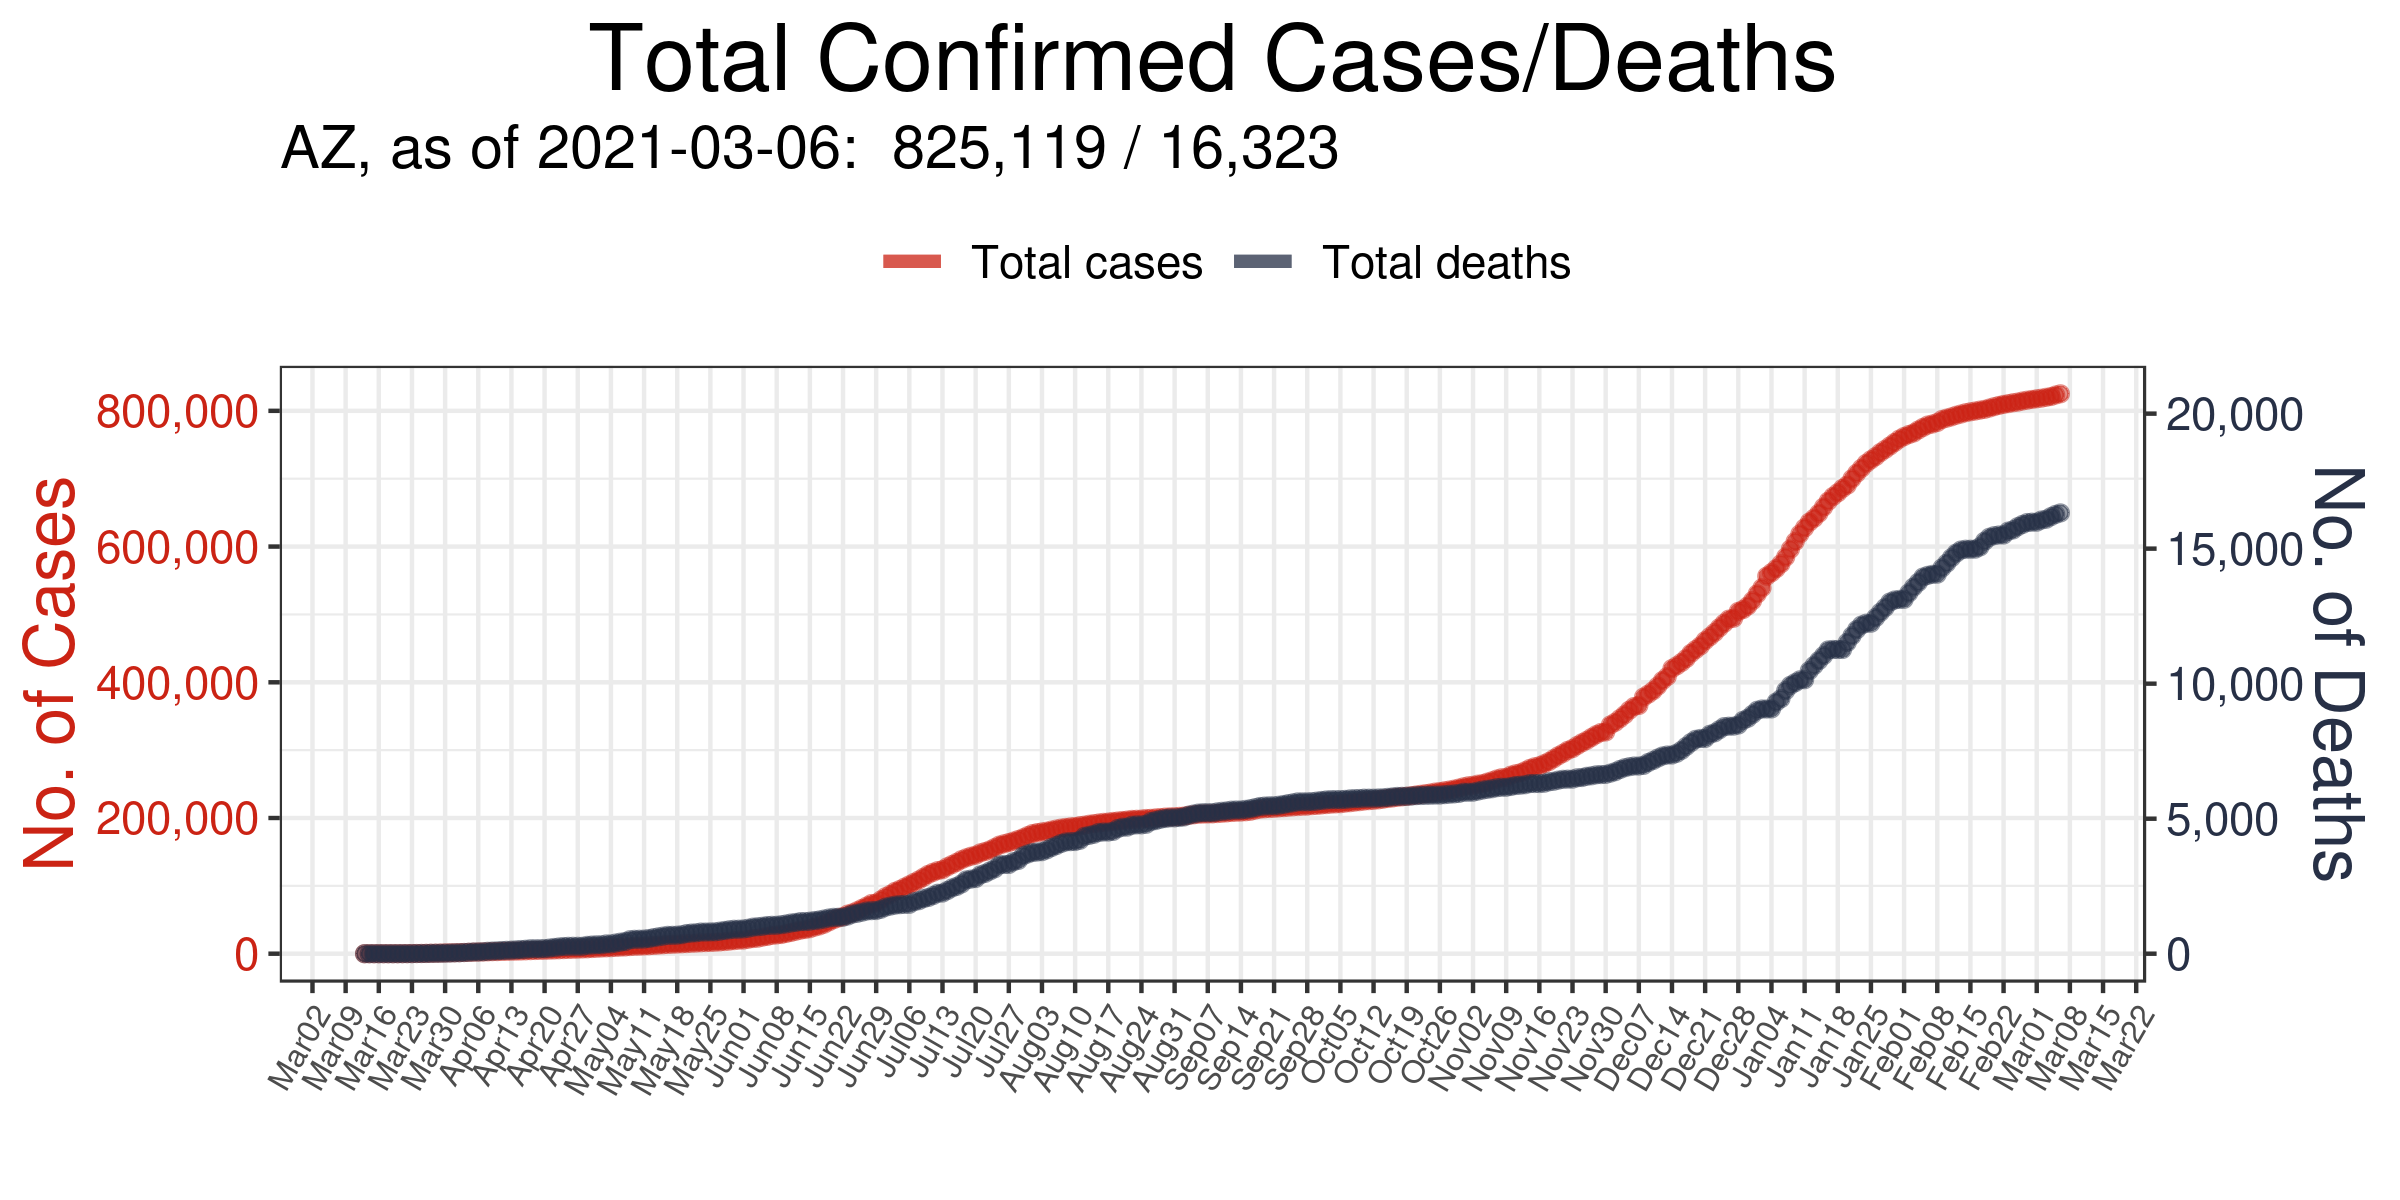 Total Confirmed Cases/Deaths
AZ, as of 2021-03-06:  825,119 / 16,323
Total cases
Total deaths
No. of Cases
800,000
600,000
400,000
200,000
0
20,000
15,000
10,000
5,000
0
No. of Deaths
Mar02
Mar09
Mar16
Mar23
Mar30
Apr06
Apr13
Apr20
Apr27
May04
May11
May18
May25
Jun01
Jun08
Jun15
Jun22
Jun29
Jul06
Jul13
Jul20
Jul27
Aug03
Aug10
Aug17
Aug24
Aug31
Sep07
Sep14
Sep21
Sep28
Oct05
Oct12
Oct19
Oct26
Nov02
Nov09
Nov16
Nov23
Nov30
Dec07
Dec14
Dec21
Dec28
Jan04
Jan11
Jan18
Jan25
Feb01
Feb08
Feb15
Feb22
Mar01
Mar08
Mar15
Mar22